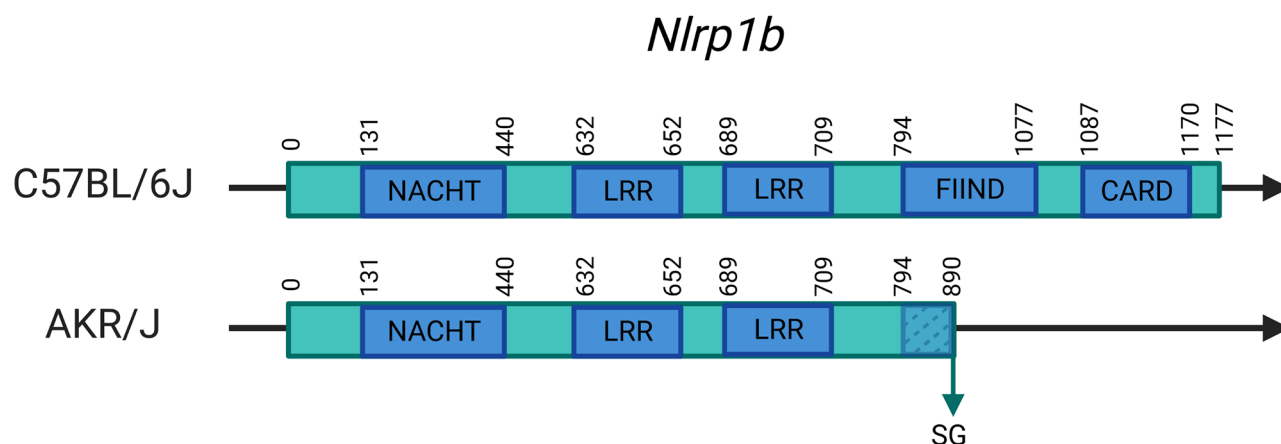 Nlrp1b
0 131 440 632 652 689 709 794 1077 1087 1170 1177
C57BL/6J NACHT LRR LRR FIIND CARD
0 131 440 632 652 689 709 794 890
AKR/J NACHT LRR LRR
SG